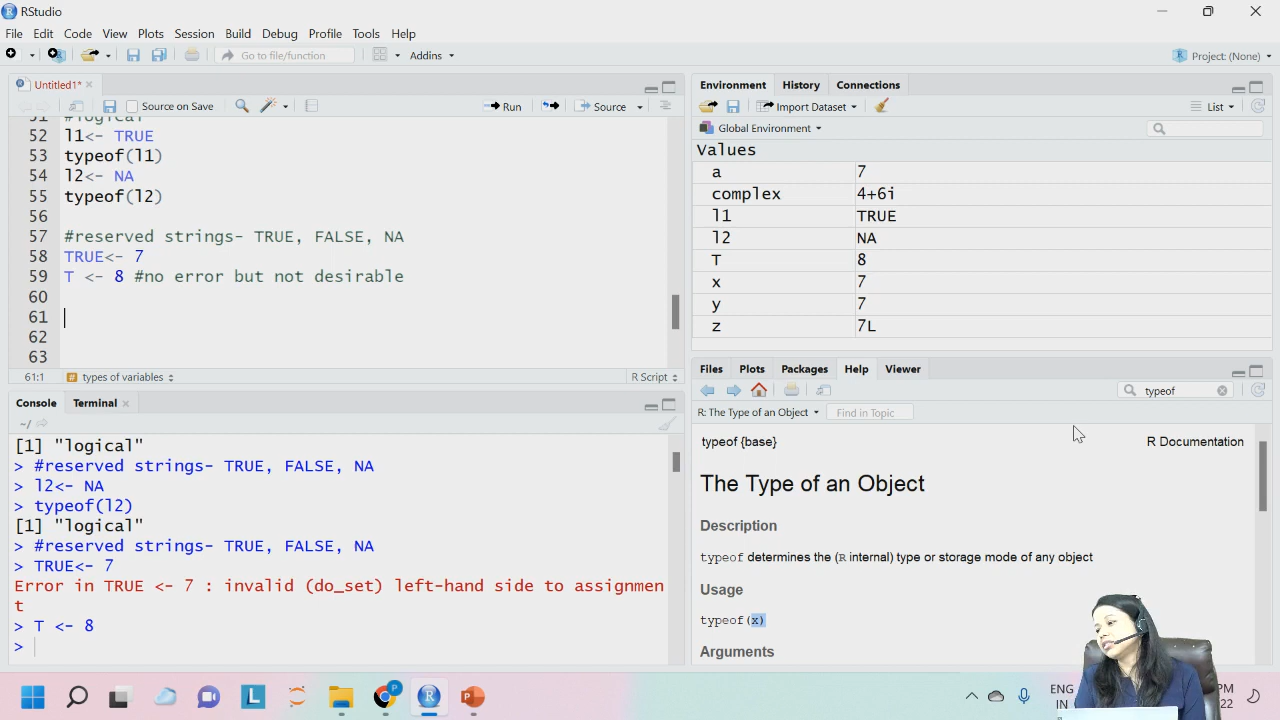 RStudio
File Edit Code View Plots Session Build Debug Profile Tools Help
Go to file/function
Addins
Project: (None)
Untitled1*
Source on Save
Run
Source
51 #logical
52 l1<- TRUE
53 typeof(l1)
54 l2<- NA
55 typeof(l2)
56
57 #reserved strings- TRUE, FALSE, NA
58 TRUE<- 7
59 T <- 8 #no error but not desirable
60
61
62
63
61:1 # types of variables R Script
Console Terminal
~/
[1] "logical"
> #reserved strings- TRUE, FALSE, NA
> l2<- NA
> typeof(l2)
[1] "logical"
> #reserved strings- TRUE, FALSE, NA
> TRUE<- 7
Error in TRUE <- 7 : invalid (do_set) left-hand side to assignmen
t
> T <- 8
>
Environment History Connections
Import Dataset
List
Global Environment
Values
a 7
complex 4+6i
l1 TRUE
l2 NA
T 8
x 7
y 7
z 7L
Files Plots Packages Help Viewer
typeof
R: The Type of an Object
Find in Topic
typeof {base} R Documentation
The Type of an Object
Description
typeof determines the (R internal) type or storage mode of any object
Usage
typeof(x)
Arguments
L
P
R
P
ENG
IN
PM
22